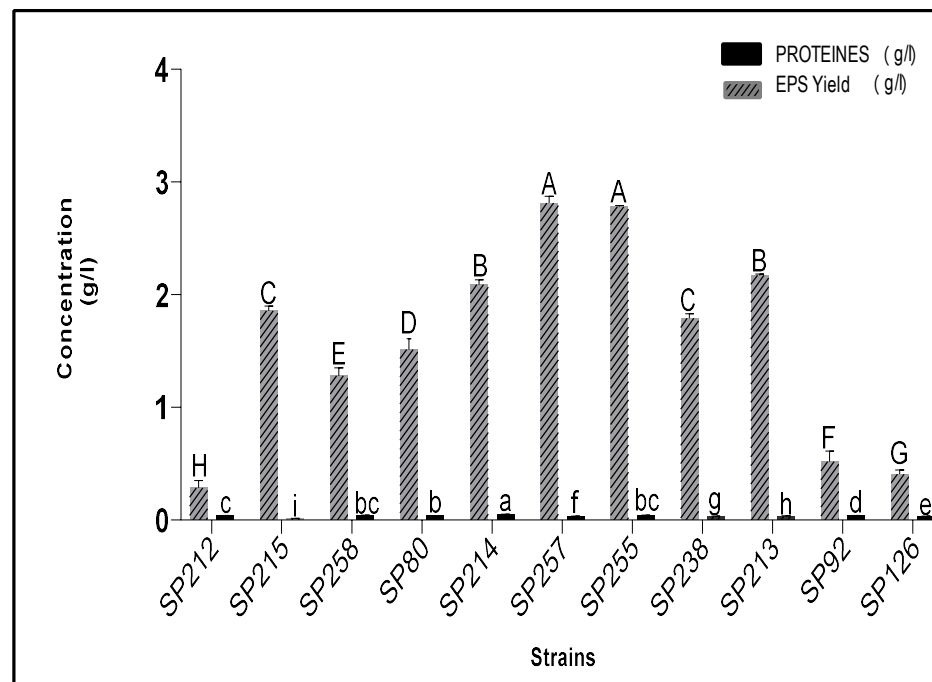 PROTEINES ( g/l)
EPS Yield ( g/l)
4
3
2
1
0
Concentration
(g/l)
H c C i E bc D b B a A f A bc C g B h F d G e
SP212 SP215 SP258 SP80 SP214 SP257 SP255 SP238 SP213 SP92 SP126
Strains